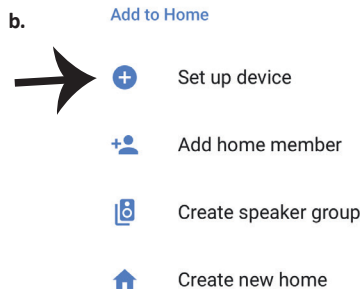 b.
Add to Home
Set up device
Add home member
Create speaker group
Create new home